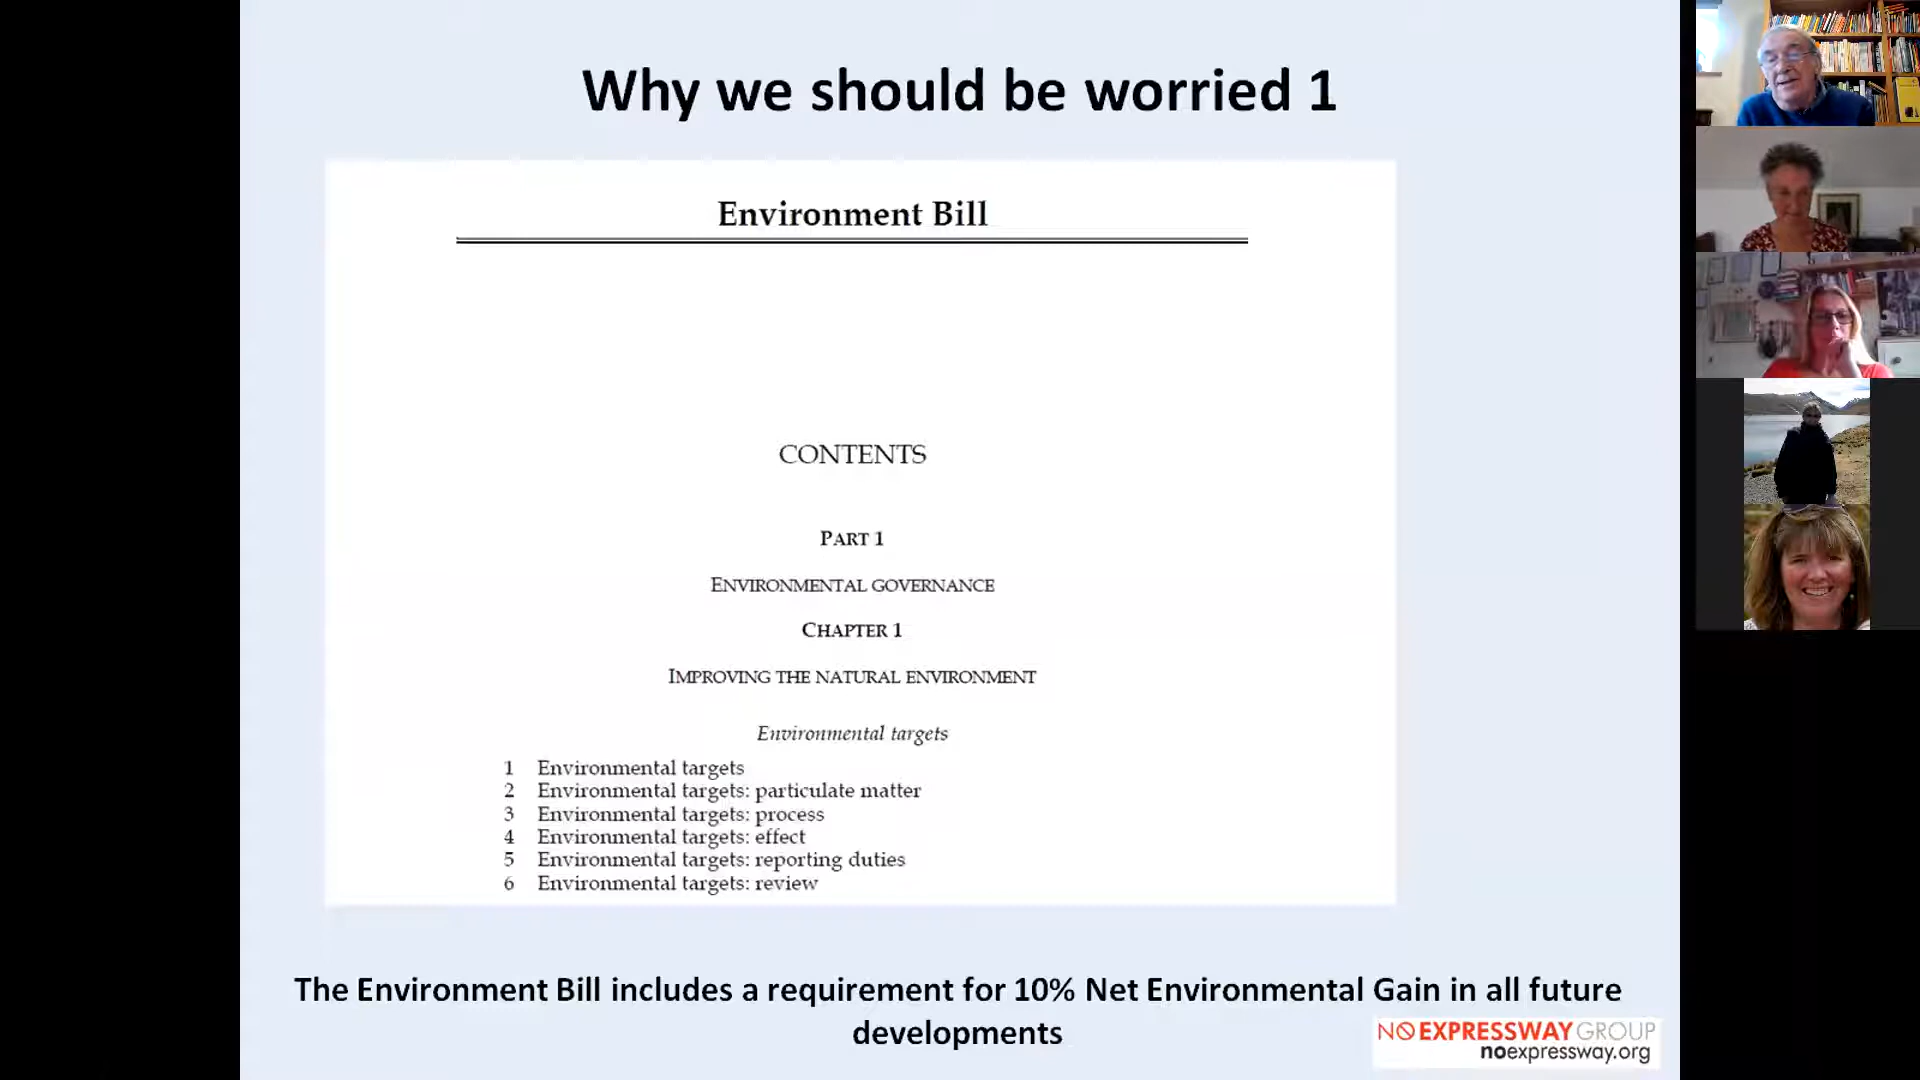 Why we should be worried 1
Environment Bill
CONTENTS
PART 1
ENVIRONMENTAL GOVERNANCE
CHAPTER 1
IMPROVING THE NATURAL ENVIRONMENT
Environmental targets
1 Environmental targets
2 Environmental targets: particulate matter
3 Environmental targets: process
4 Environmental targets: effect
5 Environmental targets: reporting duties
6 Environmental targets: review
The Environment Bill includes a requirement for 10% Net Environmental Gain in all future
developments
NO EXPRESSWAY GROUP
noexpressway.org